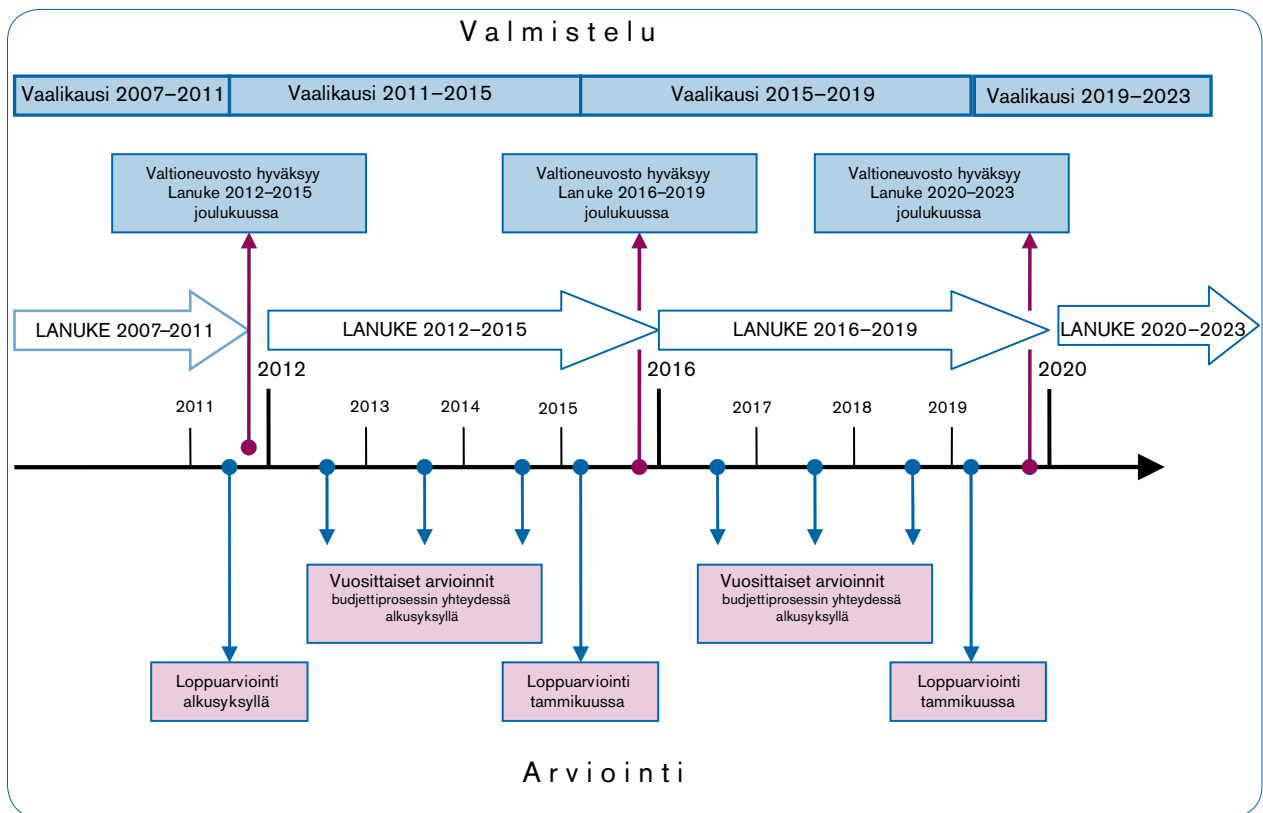 Valmistelu
Vaalikausi 2007–2011
Vaalikausi 2011–2015
Vaalikausi 2015–2019
Vaalikausi 2019–2023
Valtioneuvosto hyväksyy
Lanuke 2012–2015
joulukuussa
Valtioneuvosto hyväksyy
Lanuke 2016–2019
joulukuussa
Valtioneuvosto hyväksyy
Lanuke 2020–2023
joulukuussa
LANUKE 2007–2011
LANUKE 2012–2015
LANUKE 2016–2019
LANUKE 2020–2023
2011
2012
2013
2014
2015
2016
2017
2018
2019
2020
Vuosittaiset arvioinnit
budjettiprosessin yhteydessä
alkusyksyllä
Vuosittaiset arvioinnit
budjettiprosessin yhteydessä
alkusyksyllä
Loppuarviointi
alkusyksyllä
Loppuarviointi
tammikuussa
Loppuarviointi
tammikuussa
Arviointi